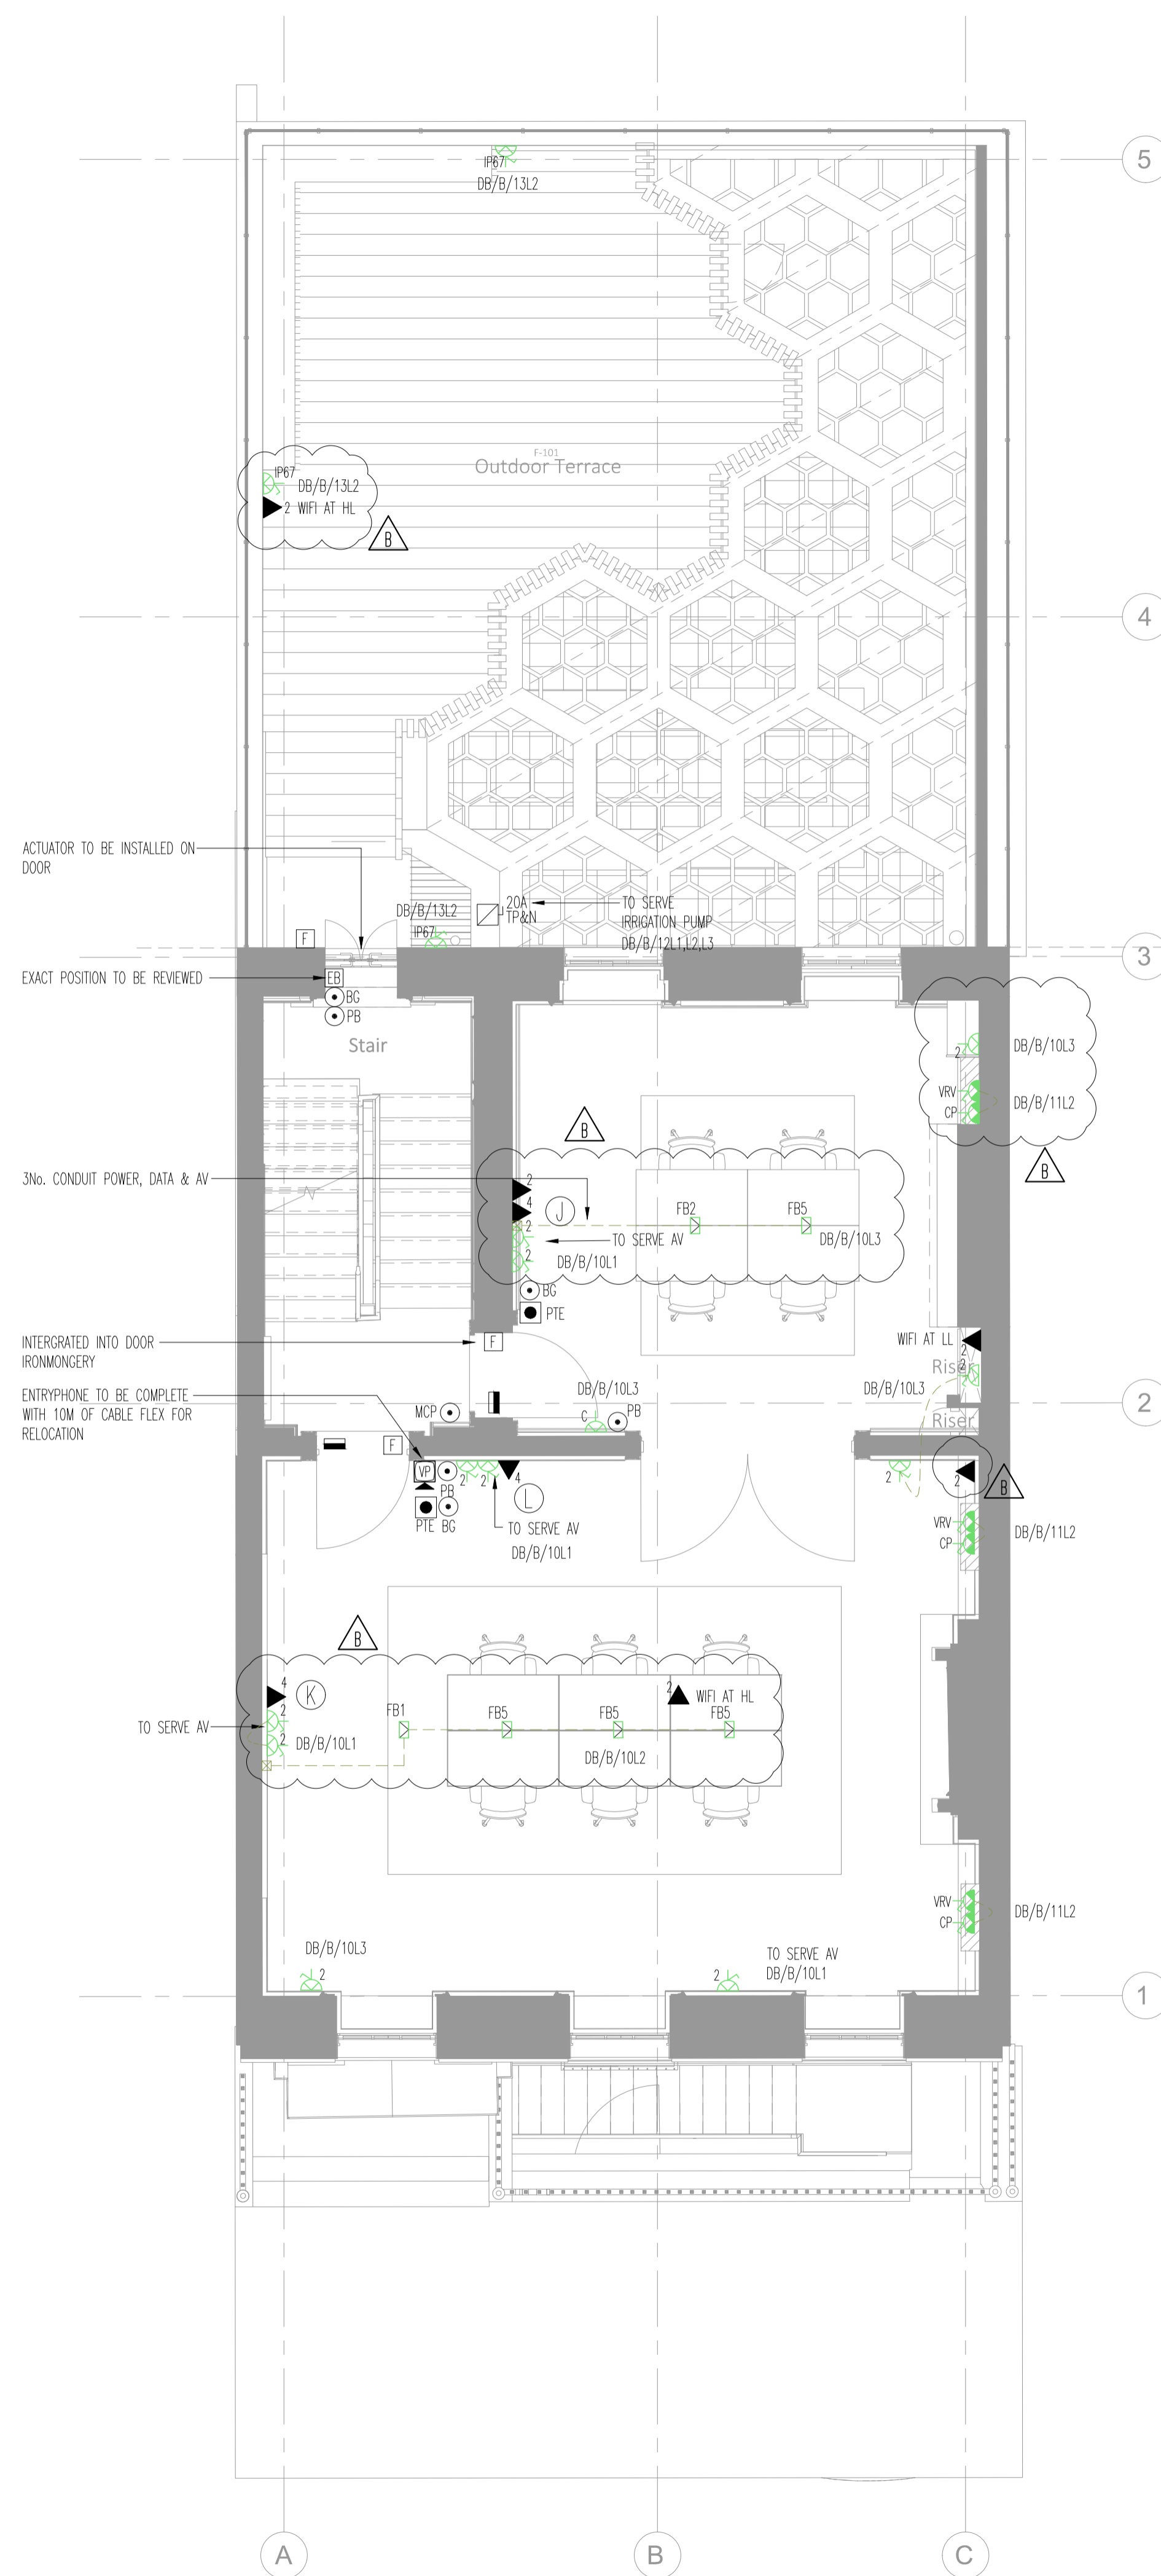 5
IP67
DB/B/13L2
F-101
Outdoor Terrace
IP67
DB/B/13L2
2 WIFI AT HL
B
4
ACTUATOR TO BE INSTALLED ON
DOOR
DB/B/13L2
IP67
20A
TP&N
TO SERVE
IRRIGATION PUMP
DB/B/12L1,L2,L3
F
3
EXACT POSITION TO BE REVIEWED
EB
BG
PB
Stair
2
DB/B/10L3
VRV
CP
DB/B/11L2
B
B
3No. CONDUIT POWER, DATA & AV
2
4
J
2
2
TO SERVE AV
DB/B/10L1
FB2
FB5
DB/B/10L3
BG
PTE
INTERGRATED INTO DOOR
IRONMONGERY
F
WIFI AT LL
2
Riser
2
ENTRYPHONE TO BE COMPLETE
WITH 10M OF CABLE FLEX FOR
RELOCATION
MCP
DB/B/10L3
C
PB
DB/B/10L3
Riser
2
F
VP
PB
2
2
4
L
PTE
BG
TO SERVE AV
DB/B/10L1
2
2
B
VRV
CP
DB/B/11L2
B
4
K
2
2
TO SERVE AV
DB/B/10L1
FB1
FB5
FB5
DB/B/10L2
2
WIFI AT HL
FB5
VRV
CP
DB/B/11L2
DB/B/10L3
2
TO SERVE AV
DB/B/10L1
2
1
A
B
C